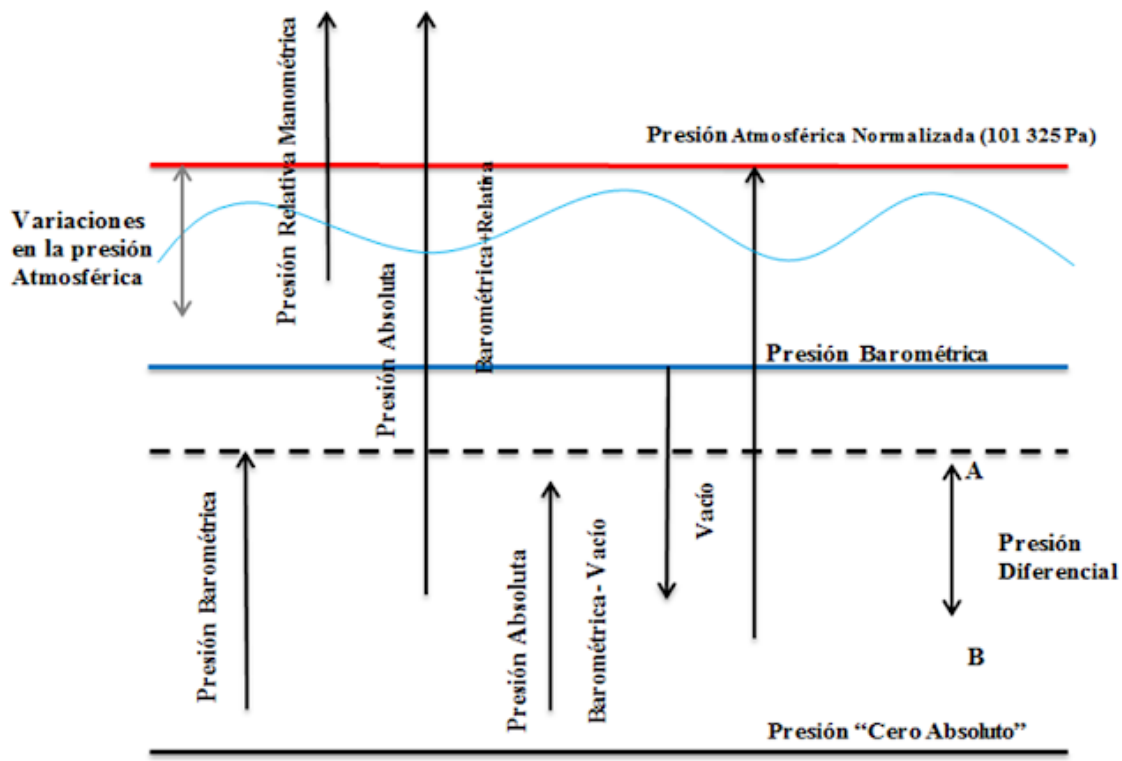 Presión Relativa Manométrica
Presión Atmosférica Normalizada (101 325 Pa)
Variaciones
en la presión
Atmosférica
Presión Absoluta
Barométrica+Relativa
Presión Barométrica
Presión Barométrica
Presión Absoluta
Barométrica- Vacío
Vacío
A
Presión
Diferencial
B
Presión “Cero Absoluto”